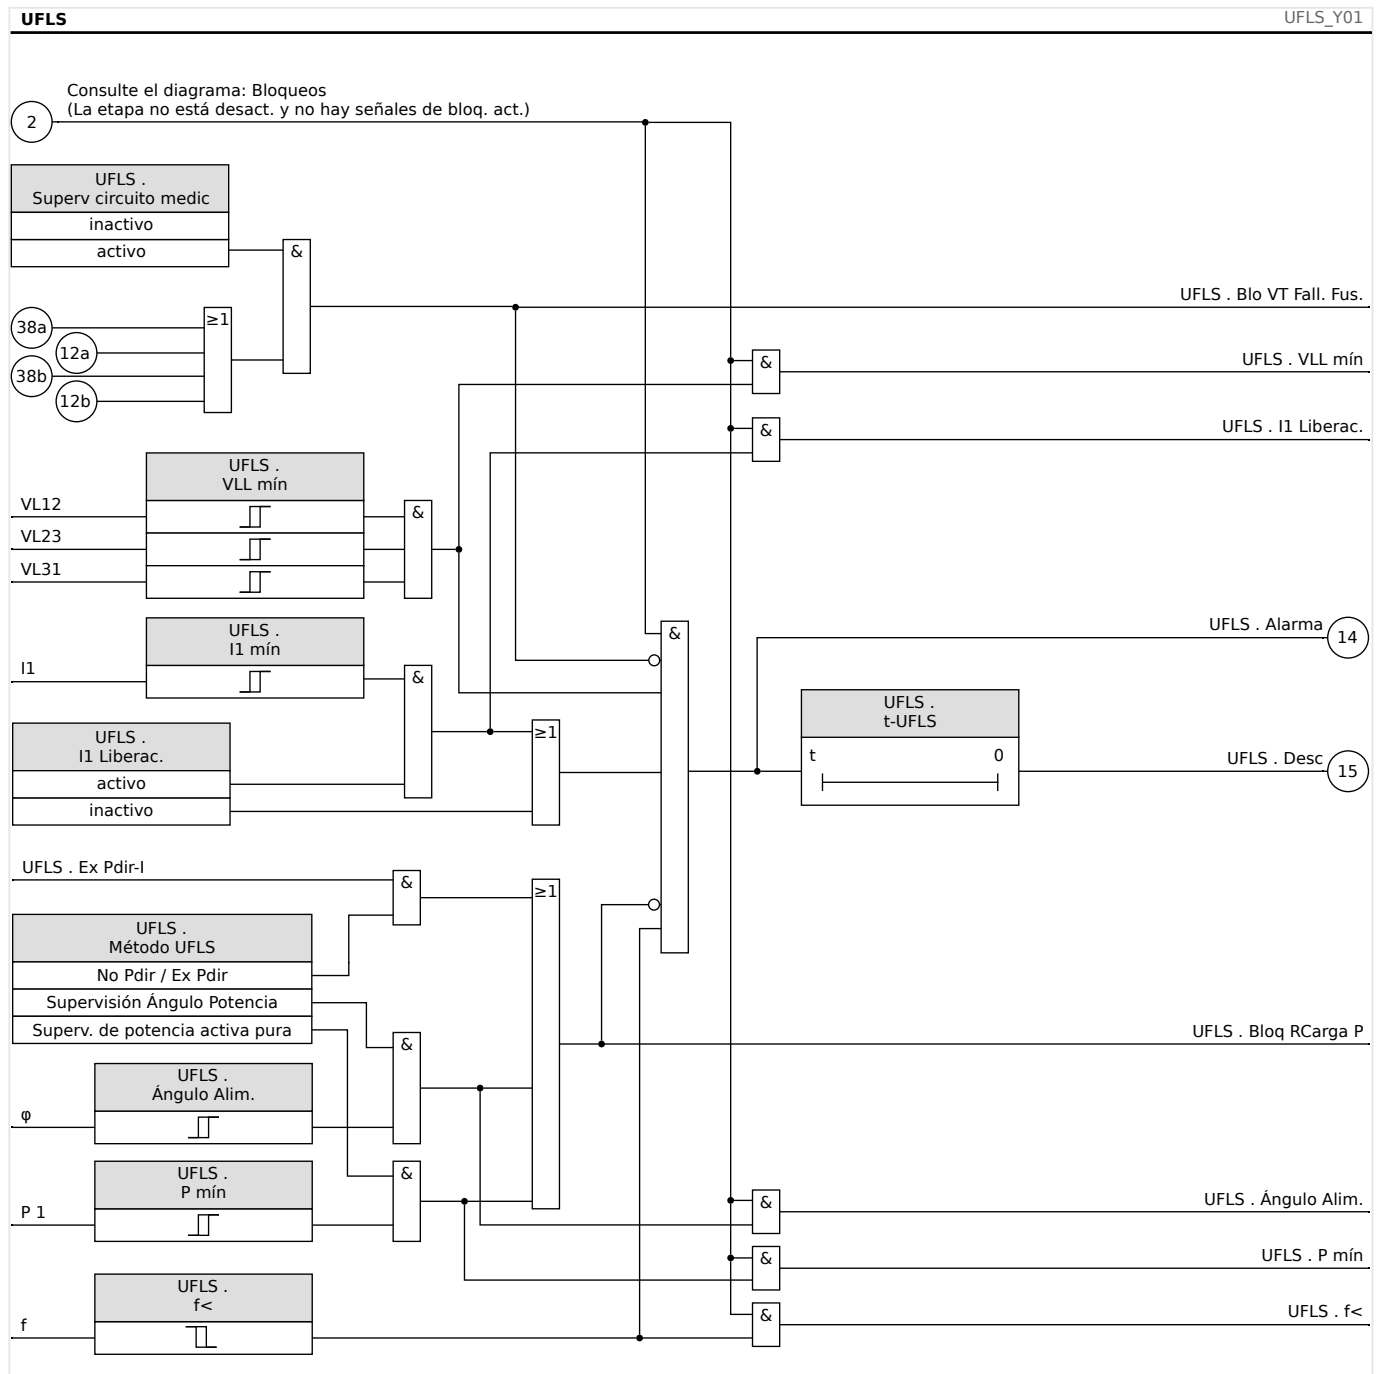 UFLS
UFLS_Y01
Consulte el diagrama: Bloqueos
(La etapa no está desact. y no hay señales de bloq. act.)
2
UFLS .
Superv circuito medic
inactivo
activo
&
UFLS . Blo VT Fall. Fus.
38a
12a
38b
12b
≥1
&
UFLS . VLL mín
&
UFLS . I1 Liberac.
UFLS .
VLL mín
VL12
VL23
VL31
&
UFLS .
I1 mín
I1
&
&
UFLS . Alarma
14
UFLS .
I1 Liberac.
activo
inactivo
≥1
UFLS .
t-UFLS
t
0
UFLS . Desc
15
UFLS . Ex Pdir-I
&
≥1
UFLS .
Método UFLS
No Pdir / Ex Pdir
Supervisión Ángulo Potencia
Superv. de potencia activa pura
&
UFLS . Bloq RCarga P
UFLS .
Ángulo Alim.
φ
UFLS .
P mín
P 1
&
&
UFLS . Ángulo Alim.
&
UFLS . P mín
UFLS .
f<
f
&
UFLS . f<